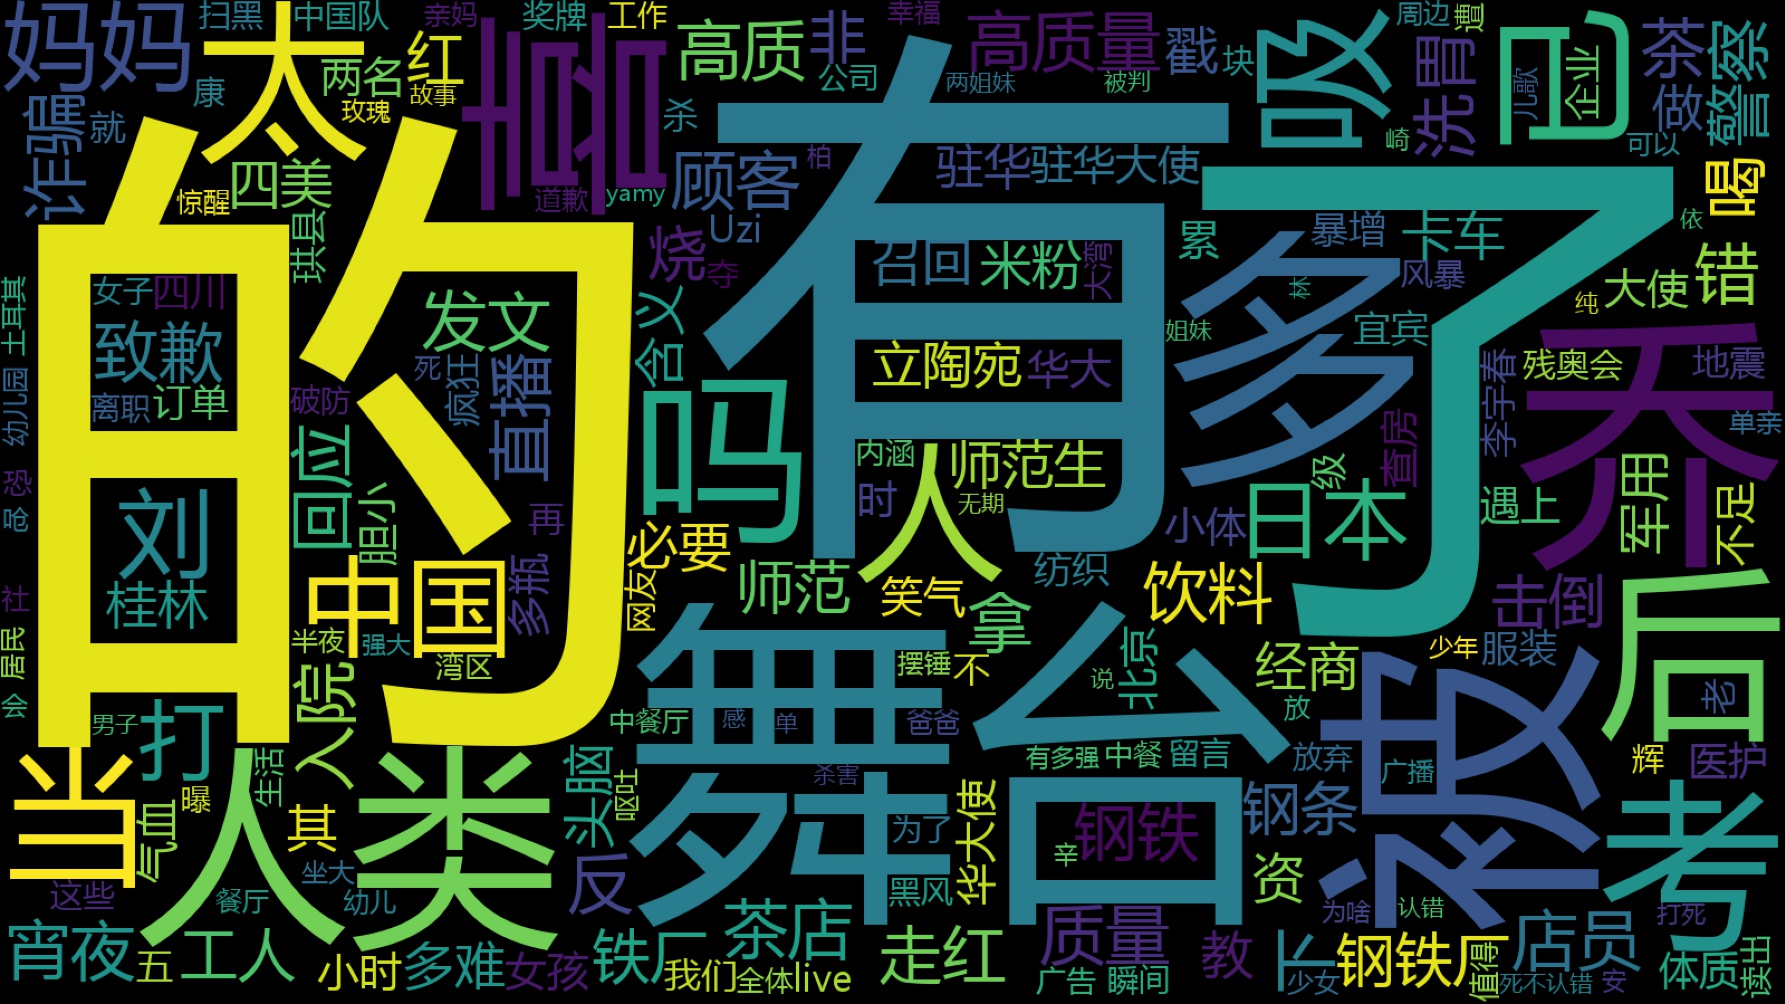 妈妈
扫黑
太
中国队
亲妈
奖牌
工作
高质
非
幸福
高质量
戳
块
吸
周边
遭
已
茶
警察
诈骗
就
康
两名
玫瑰
红
故事
喜
杀
公司
两姐妹
被判
洗胃
儿歌
企业
做
可以
崎
四美
惊醒
珙县
道歉
yamy
顾客
柏
驻华
驻华大使
Uzi
有
了
的
喝
依
暴增
卡车
累
烧
夺
召回
米粉
大湾
多
林
风暴
大使
错
纯
土耳其
女子
四川
致歉
订单
离职
发文
含义
姐妹
宜宾
立陶宛
华大
李宇春
残奥会
乔
地震
单亲
幼儿园
破防
死
疯狂
直播
吗
查房
恐
刘
回应
胆小
再
内涵
师范生
人
时
无期
级
日本
小体
遇上
军用
不足
桂林
中国
多瓶
必要
网友
师范
笑气
拿
纺织
饮料
击倒
后
社
居民
会
半夜
强大
湾区
入院
舞台
摆锤
不
说
北京
经商
放
少年
服装
液
老
男子
打
生活
中餐厅
感
单
爸爸
有多强
中餐
留言
放弃
广播
辉
医护
当
气血
曝
人类
其
头脑
呕吐
杀害
为了
华大使
辛
钢铁
钢条
考
这些
餐厅
坐大
幼儿
反
黑风
资
为啥
认错
打死
宵夜
五
工人
小时
多难
女孩
铁厂
我们
茶店
全体
live
走红
质量
广告
瞬间
教
下
少女
钢铁厂
值得
店员
死不认错
安
体质
读出